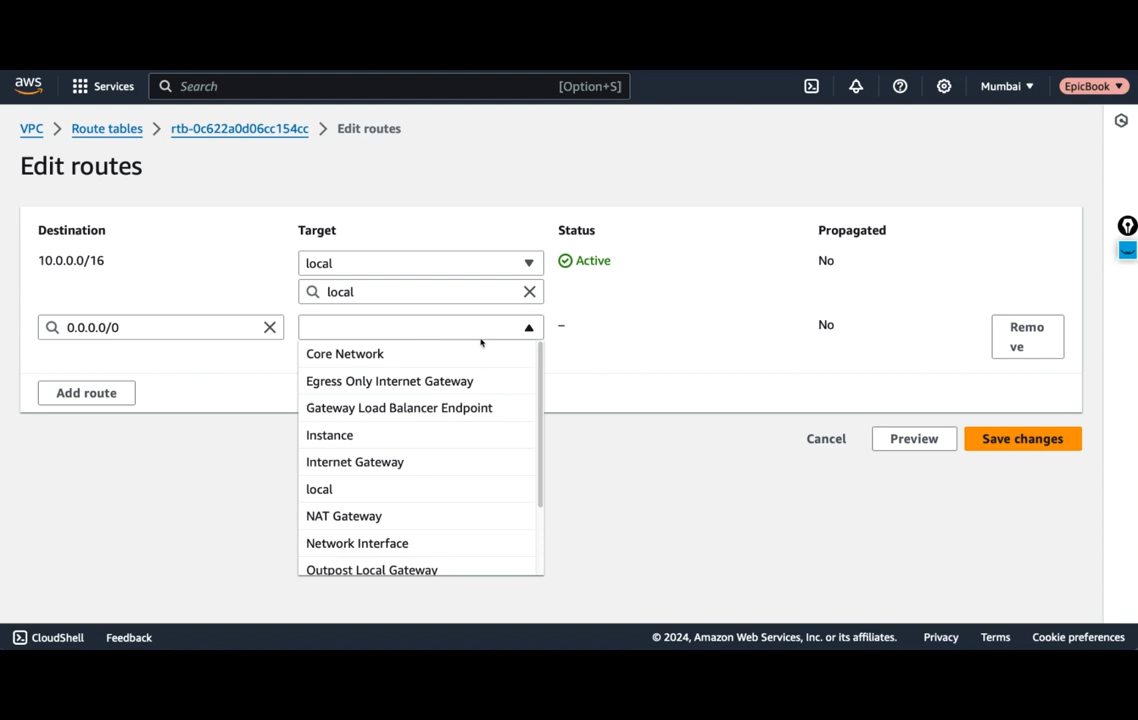 aws
Services
Search
[Option+S]
Mumbai
EpicBook
VPC
Route tables
rtb-0c622a0d06cc154cc
Edit routes
Edit routes
Destination
Target
Status
Propagated
10.0.0.0/16
local
Active
No
local
0.0.0.0/0
–
No
Remo
ve
Core Network
Egress Only Internet Gateway
Gateway Load Balancer Endpoint
Instance
Internet Gateway
local
NAT Gateway
Network Interface
Outpost Local Gateway
Add route
Cancel
Preview
Save changes
CloudShell
Feedback
© 2024, Amazon Web Services, Inc. or its affiliates.
Privacy
Terms
Cookie preferences